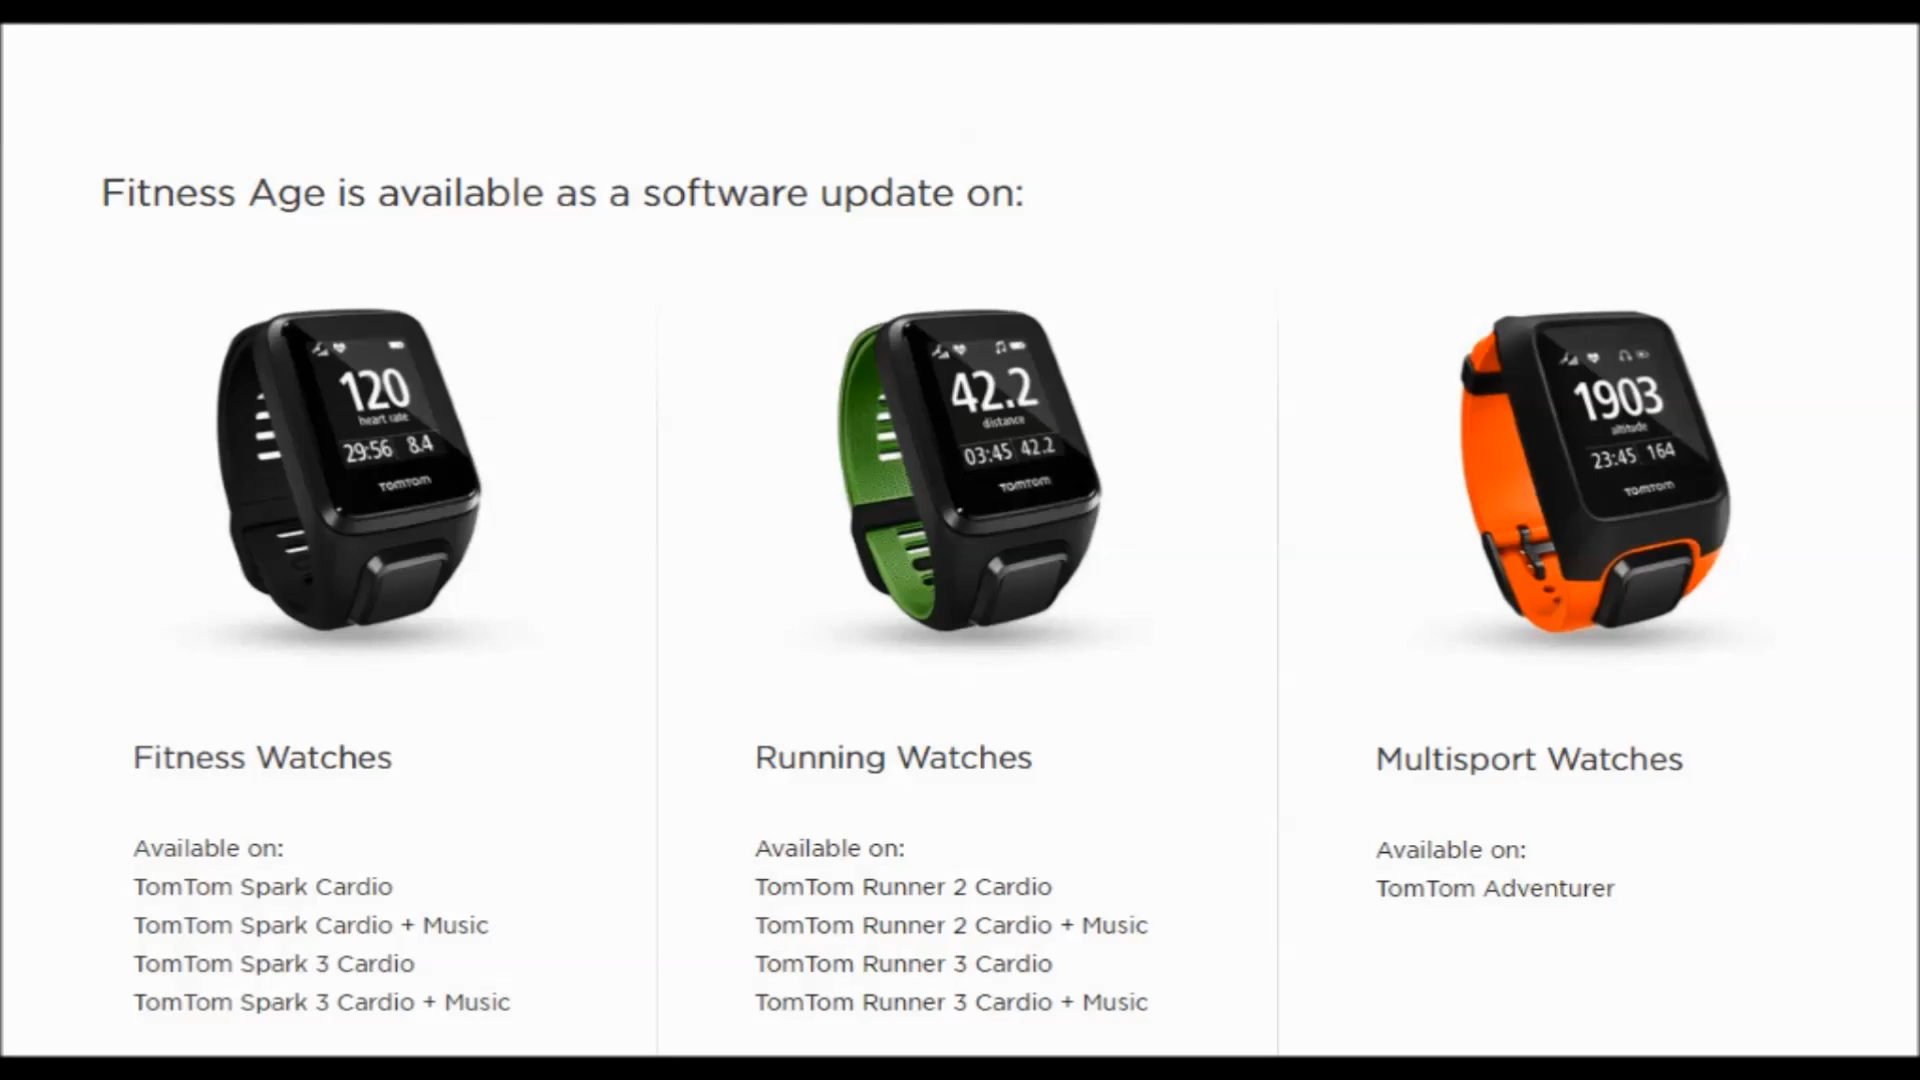 Fitness Age is available as a software update on:
120
heart rate
29:56 8.4
TOMTOM
42.2
distance
03:45 42.2
TOMTOM
1903
altitude
23:45 164
TOMTOM
Fitness Watches
Available on:
TomTom Spark Cardio
TomTom Spark Cardio + Music
TomTom Spark 3 Cardio
TomTom Spark 3 Cardio + Music
Running Watches
Available on:
TomTom Runner 2 Cardio
TomTom Runner 2 Cardio + Music
TomTom Runner 3 Cardio
TomTom Runner 3 Cardio + Music
Multisport Watches
Available on:
TomTom Adventurer